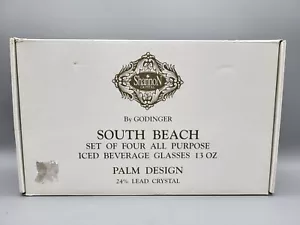 Shannon
CRYSTAL
By GODINGER
SOUTH BEACH
SET OF FOUR ALL PURPOSE
ICED BEVERAGE GLASSES 13 OZ
PALM DESIGN
24% LEAD CRYSTAL